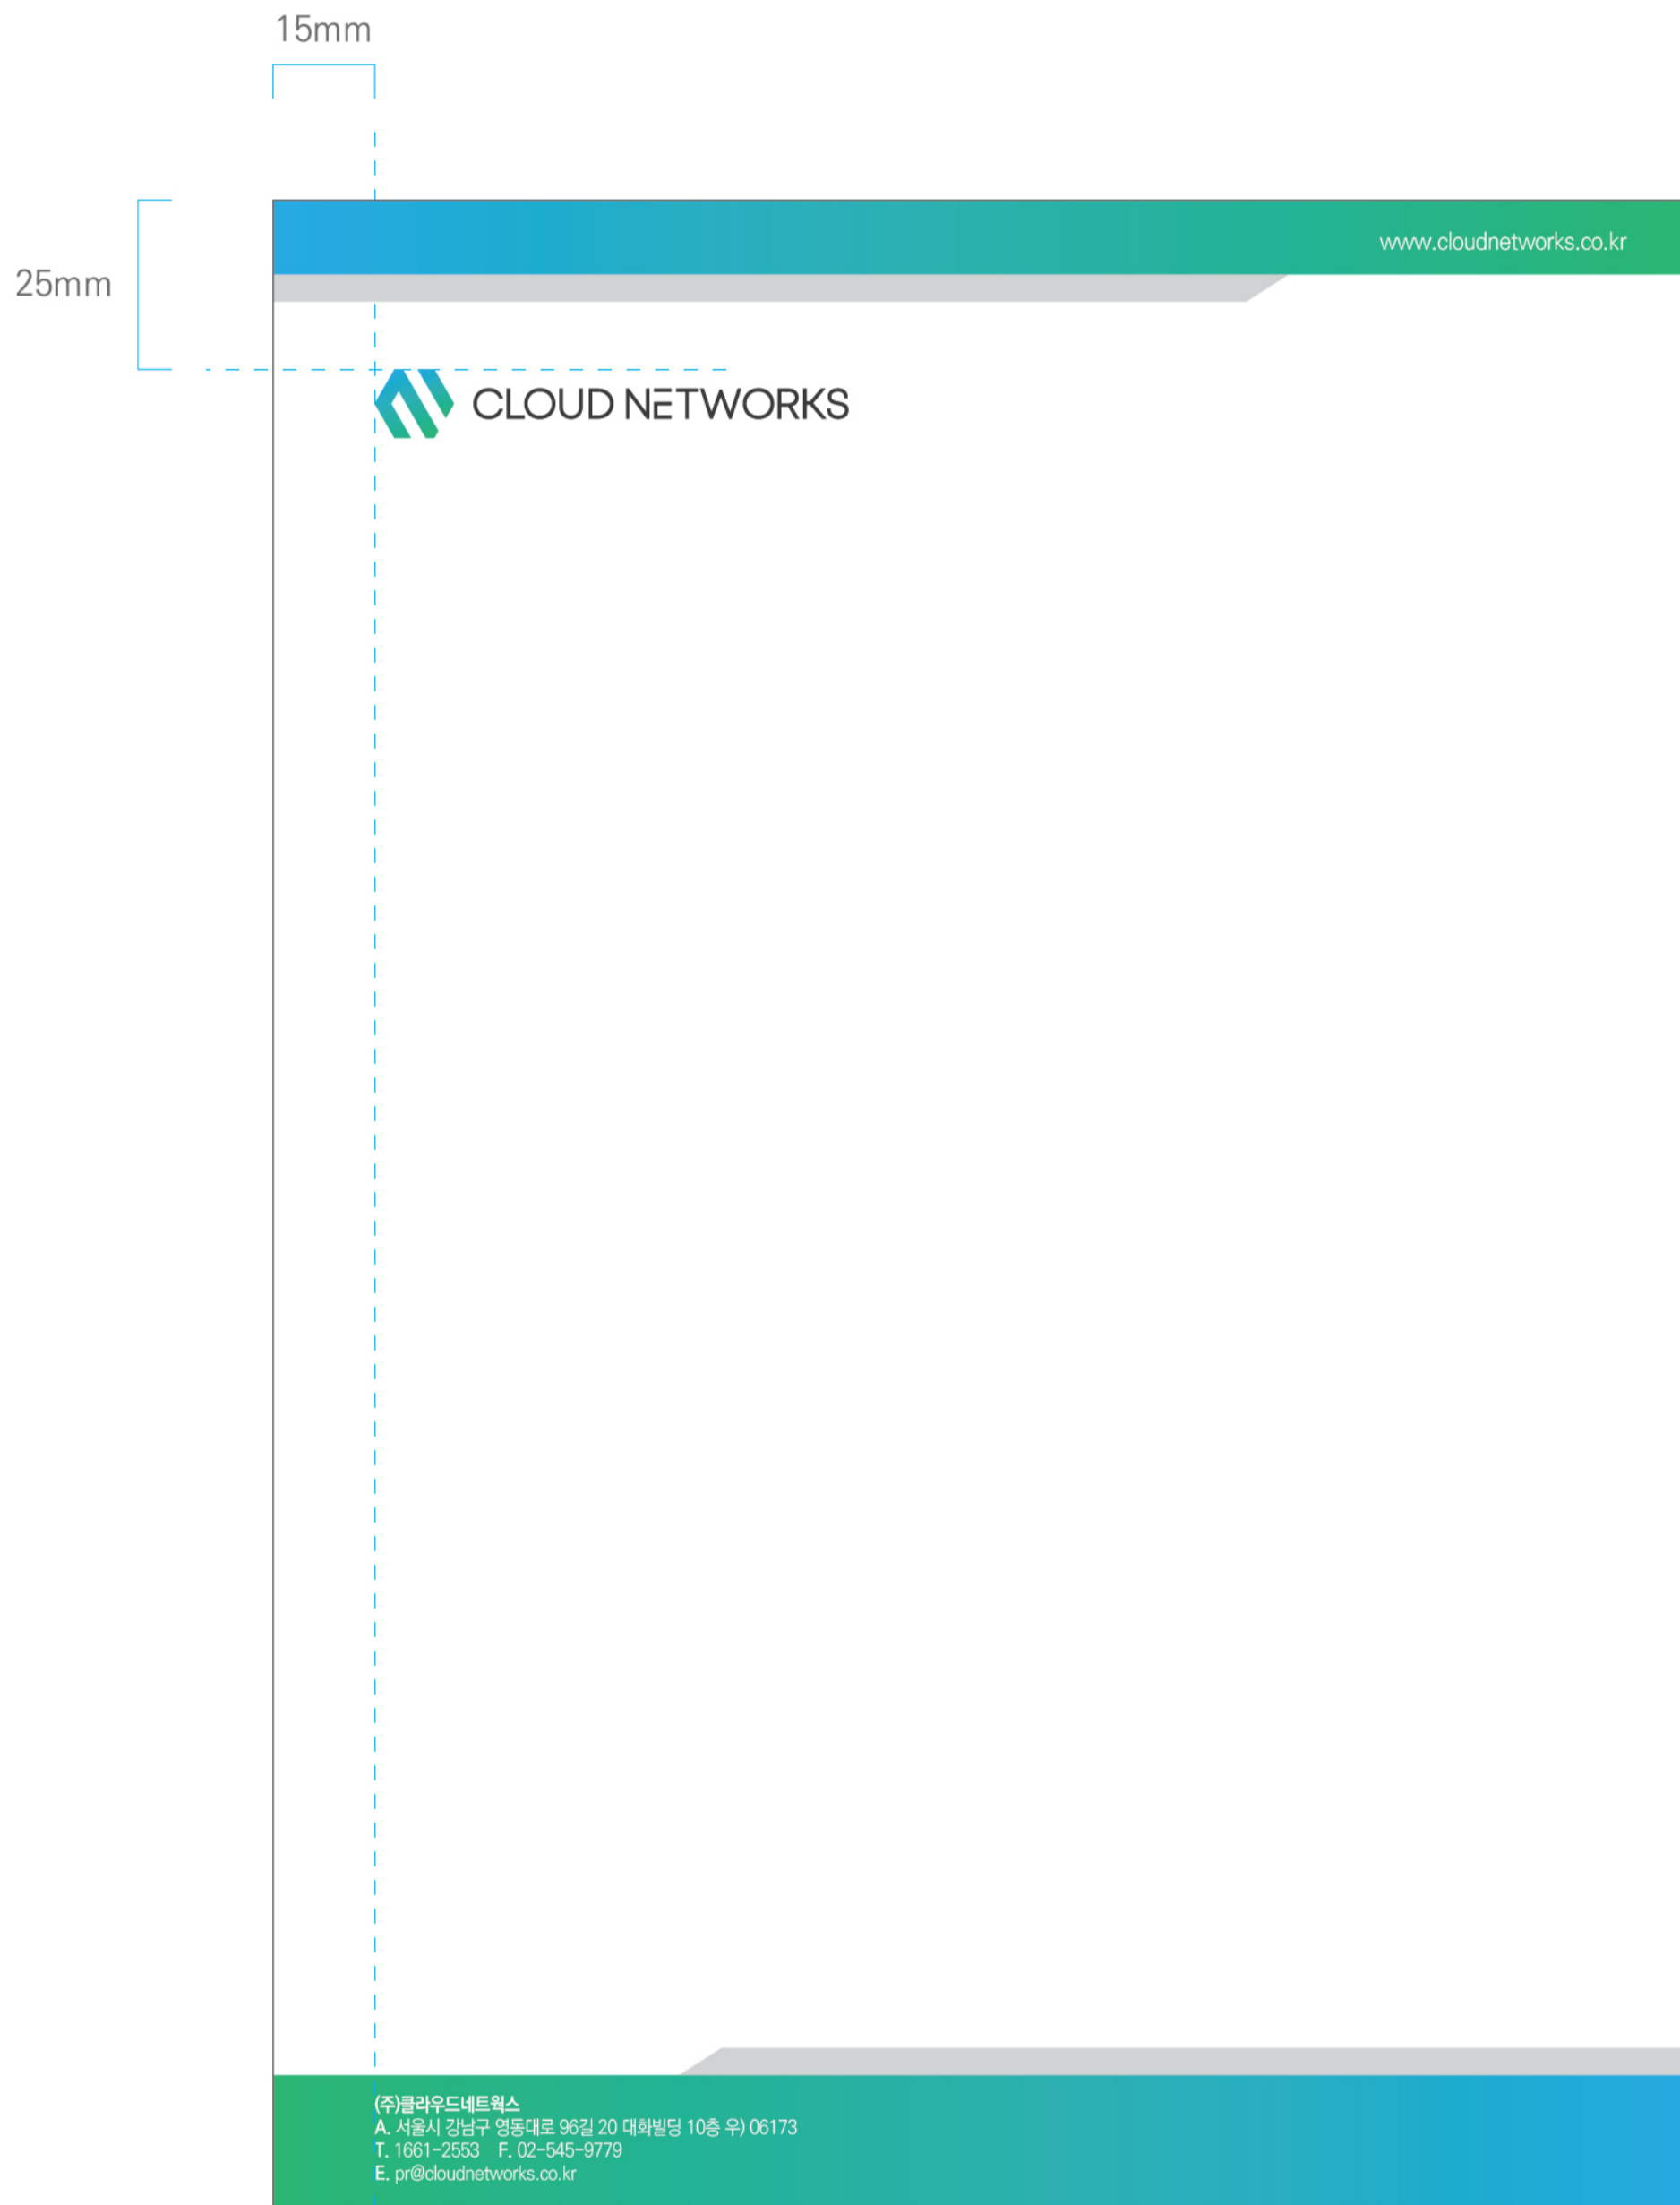 15mm
www.cloudnetworks.co.kr
25mm
CLOUD NETWORKS
(주)클라우드네트웍스
A. 서울시 강남구 영동대로 96길 20 대화빌딩 10층 우) 06173
T. 1661-2553 F. 02-545-9779
E. pr@cloudnetworks.co.kr